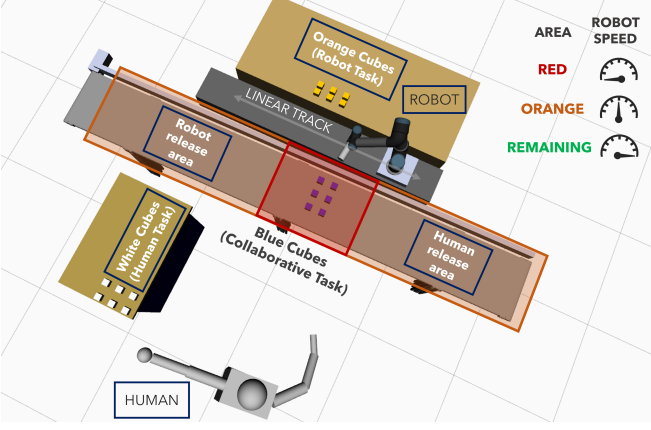 Orange Cubes
(Robot Task)
ROBOT
LINEAR TRACK
AREA
ROBOT
SPEED
RED
ORANGE
REMAINING
Robot
release
area
White Cubes
(Human Task)
Blue Cubes
(Collaborative Task)
Human
release
area
HUMAN